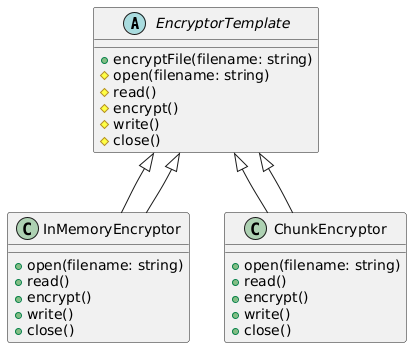 A EncryptorTemplate
encryptFile(filename: string)
open(filename: string)
read()
encrypt()
write()
close()
C InMemoryEncryptor
open(filename: string)
read()
encrypt()
write()
close()
C ChunkEncryptor
open(filename: string)
read()
encrypt()
write()
close()